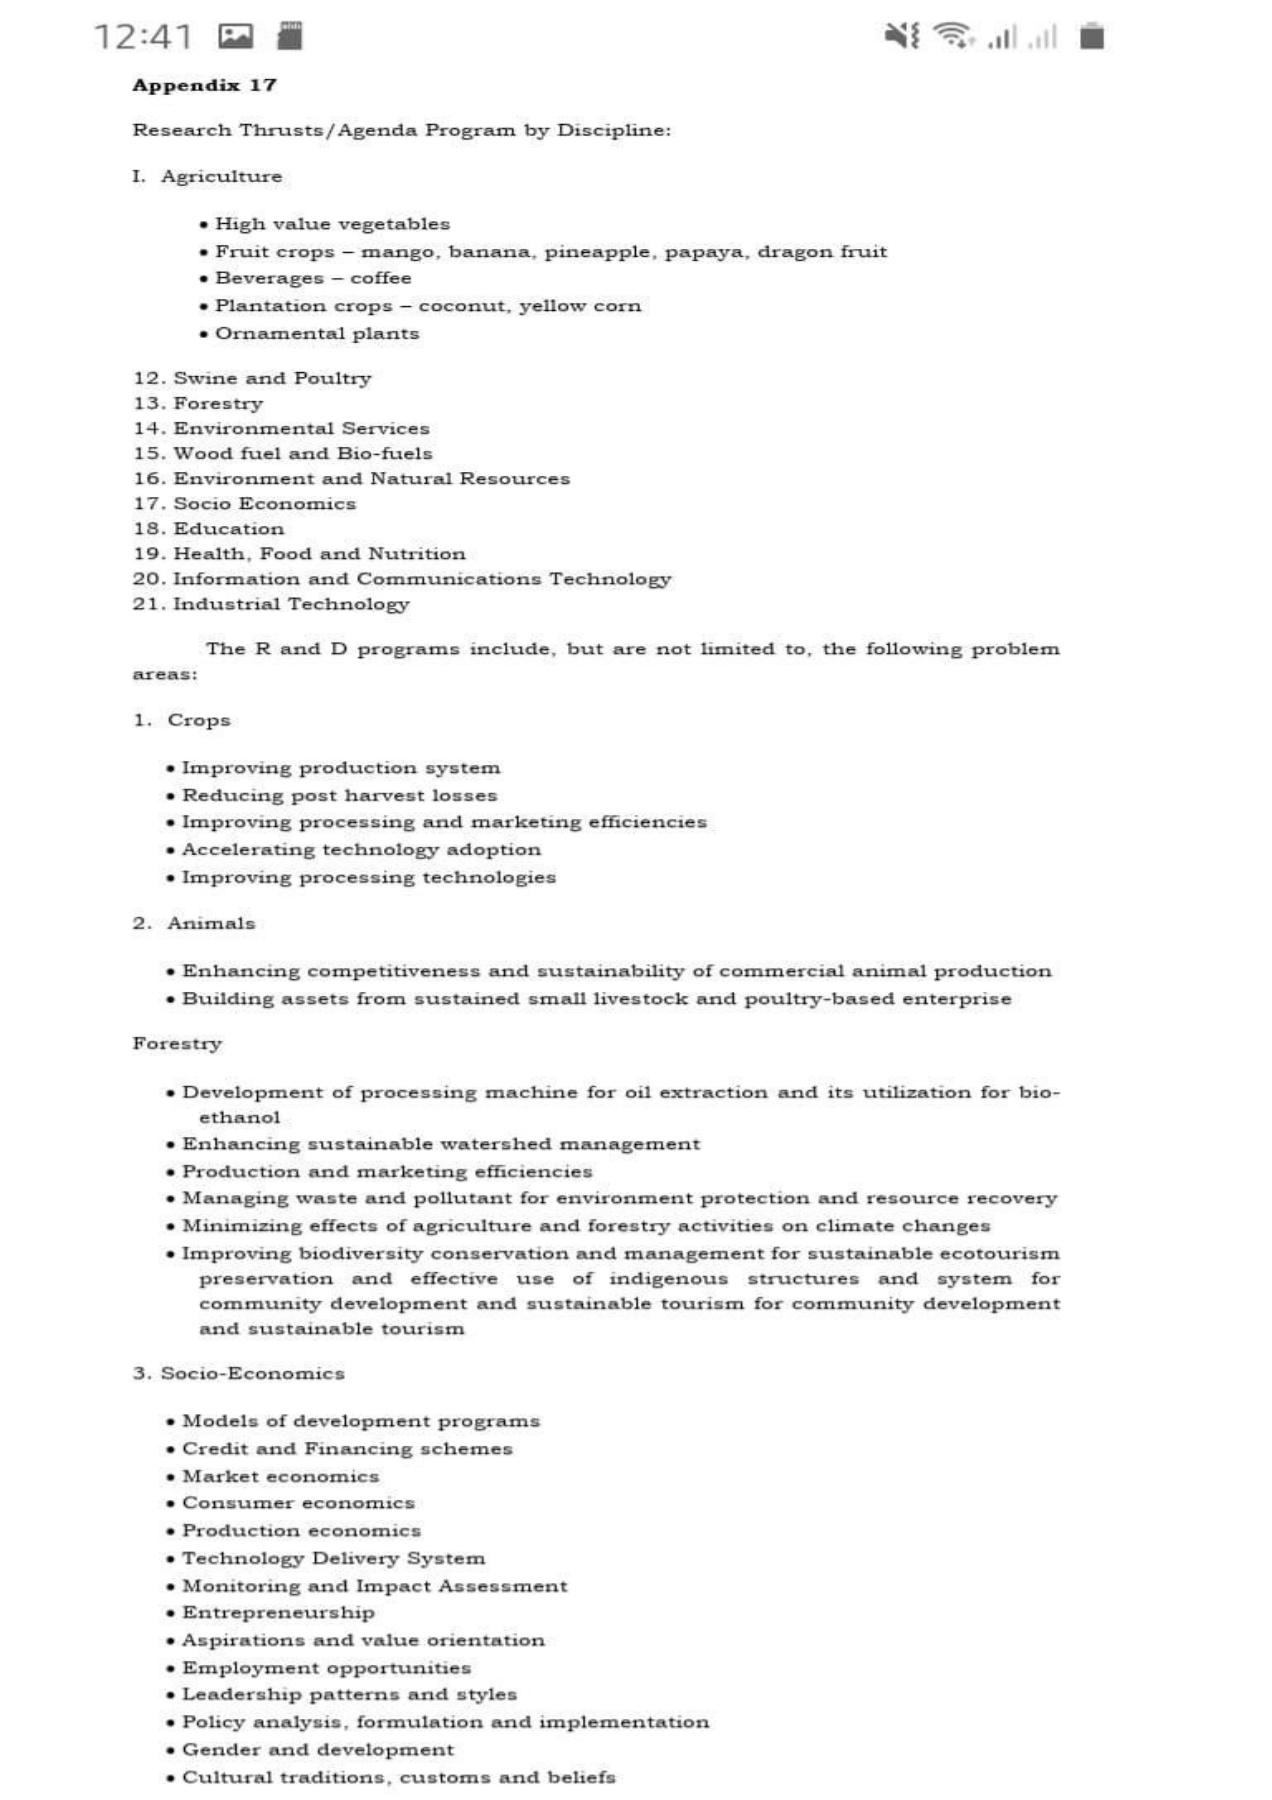 12:41
Appendix 17
Research Thrusts/Agenda Program by Discipline:
I. Agriculture
• High value vegetables
• Fruit crops – mango, banana, pineapple, papaya, dragon fruit
• Beverages – coffee
• Plantation crops – coconut, yellow corn
• Ornamental plants
12. Swine and Poultry
13. Forestry
14. Environmental Services
15. Wood fuel and Bio-fuels
16. Environment and Natural Resources
17. Socio Economics
18. Education
19. Health, Food and Nutrition
20. Information and Communications Technology
21. Industrial Technology
The R and D programs include, but are not limited to, the following problem
areas:
1. Crops
• Improving production system
• Reducing post harvest losses
• Improving processing and marketing efficiencies
• Accelerating technology adoption
• Improving processing technologies
2. Animals
• Enhancing competitiveness and sustainability of commercial animal production
• Building assets from sustained small livestock and poultry-based enterprise
Forestry
• Development of processing machine for oil extraction and its utilization for bio-
ethanol
• Enhancing sustainable watershed management
• Production and marketing efficiencies
• Managing waste and pollutant for environment protection and resource recovery
• Minimizing effects of agriculture and forestry activities on climate changes
• Improving biodiversity conservation and management for sustainable ecotourism
preservation and effective use of indigenous structures and system for
community development and sustainable tourism for community development
and sustainable tourism
3. Socio-Economics
• Models of development programs
• Credit and Financing schemes
• Market economics
• Consumer economics
• Production economics
• Technology Delivery System
• Monitoring and Impact Assessment
• Entrepreneurship
• Aspirations and value orientation
• Employment opportunities
• Leadership patterns and styles
• Policy analysis, formulation and implementation
• Gender and development
• Cultural traditions, customs and beliefs